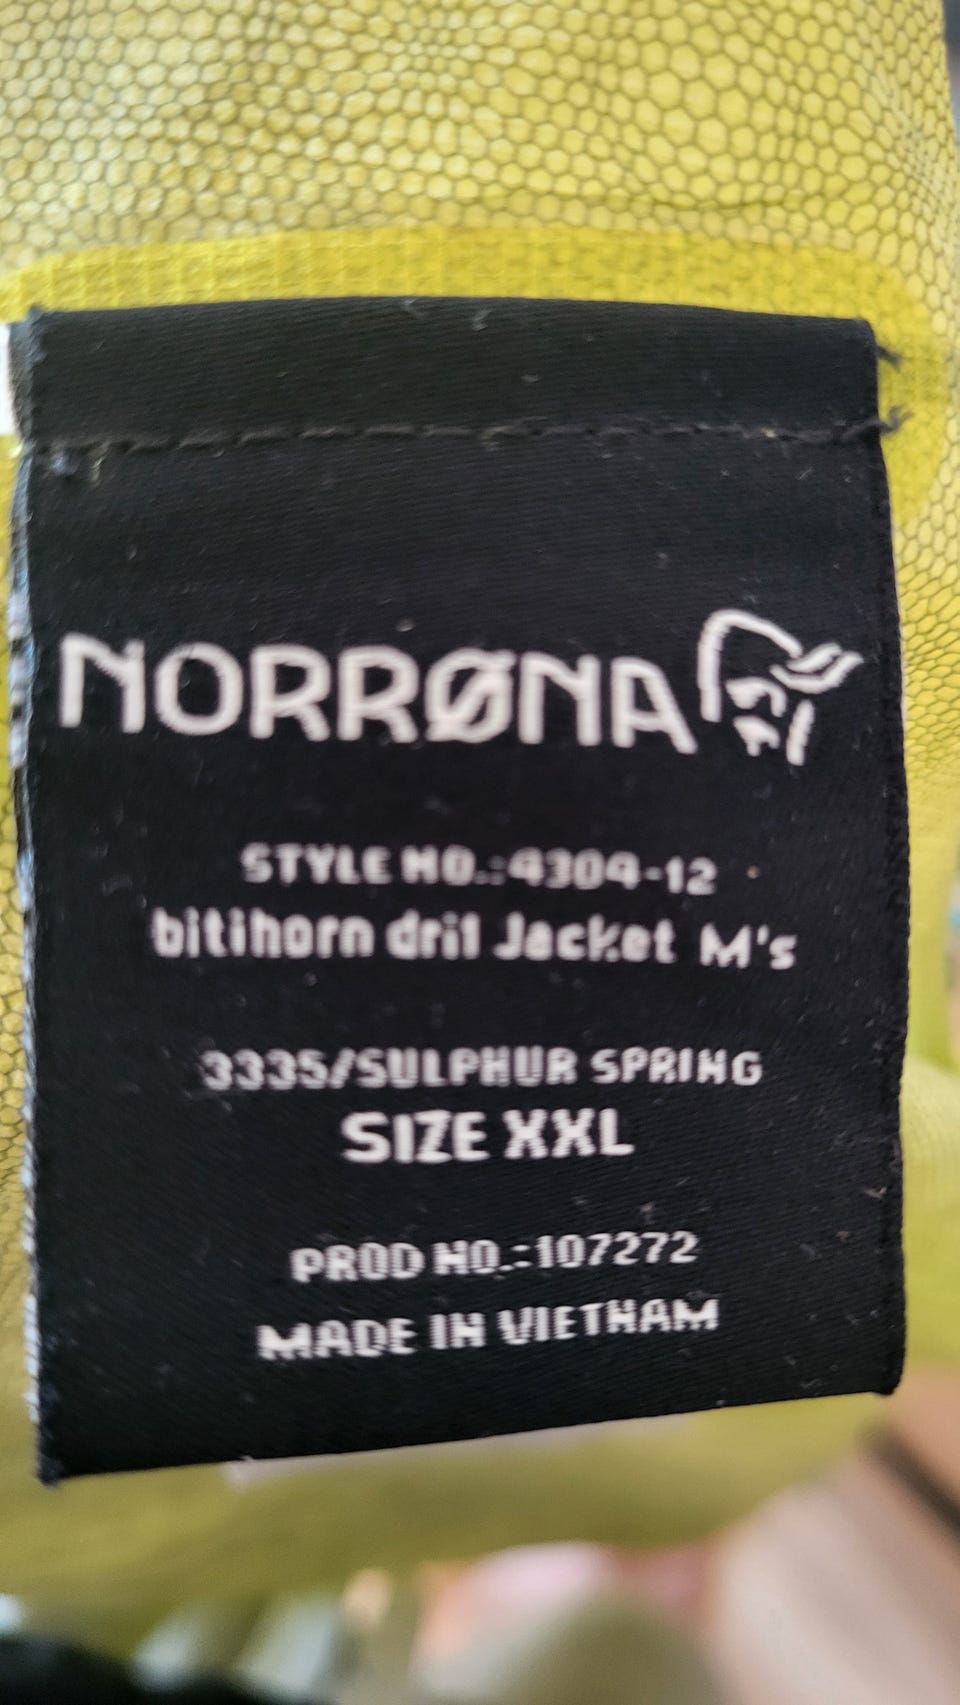 NORRØNA
STYLE NO.:4304-12
bitihorn dri1 Jacket M's
3335/SULPHUR SPRING
SIZE XXL
PROD NO.:107272
MADE IN VIETNAM